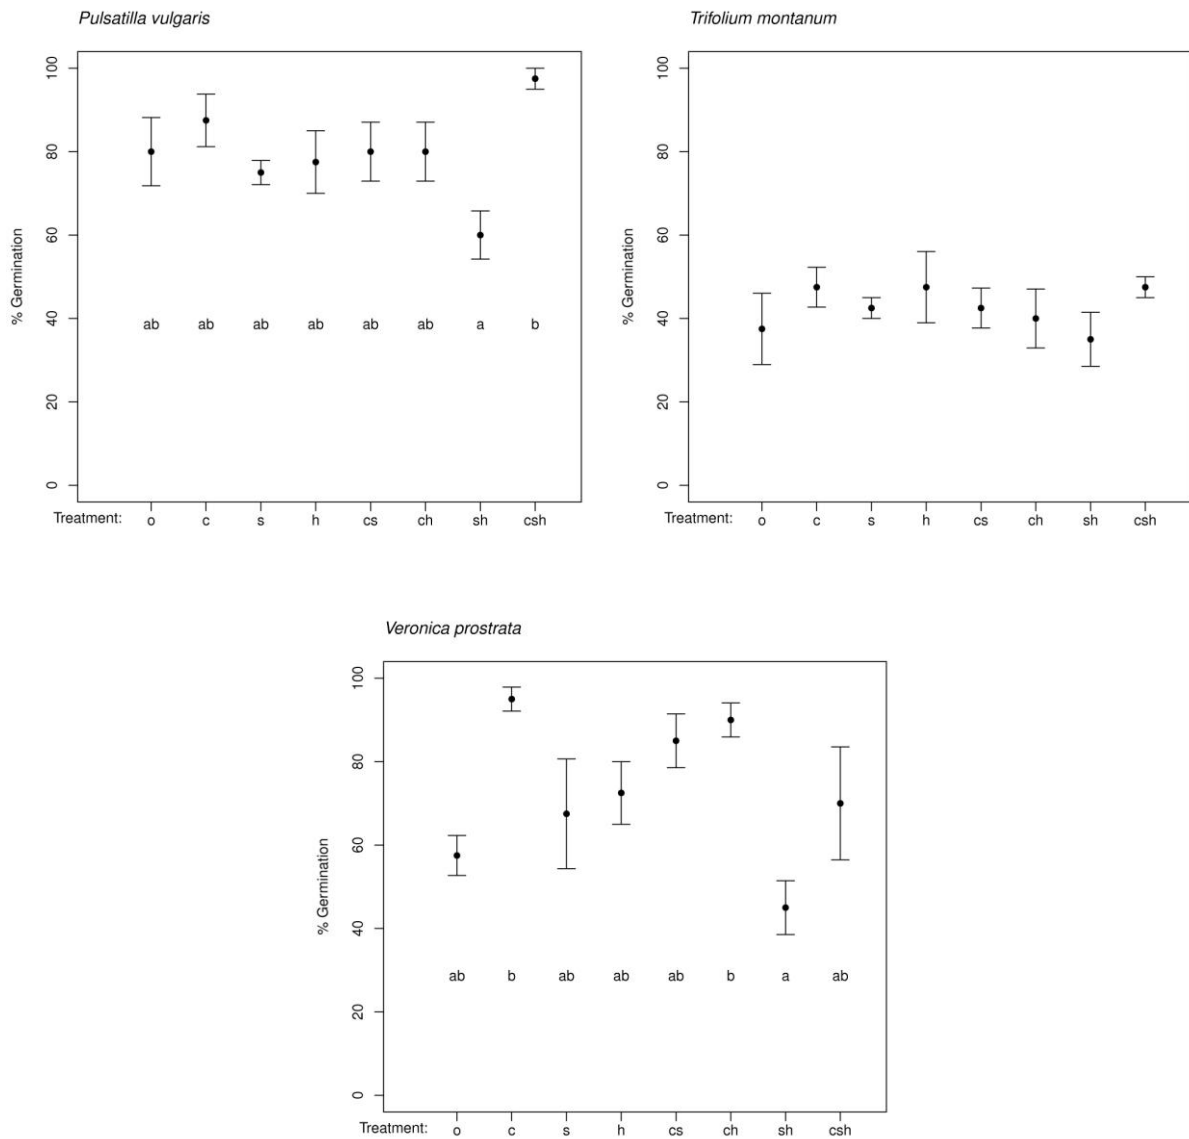 Pulsatilla vulgaris
% Germination
100
80
60
40
20
0
ab ab ab ab ab ab a b
Treatment: o c s h cs ch sh csh
Trifolium montanum
% Germination
100
80
60
40
20
0
Treatment: o c s h cs ch sh csh
Veronica prostrata
% Germination
100
80
60
40
20
0
ab b ab ab ab b a ab
Treatment: o c s h cs ch sh csh